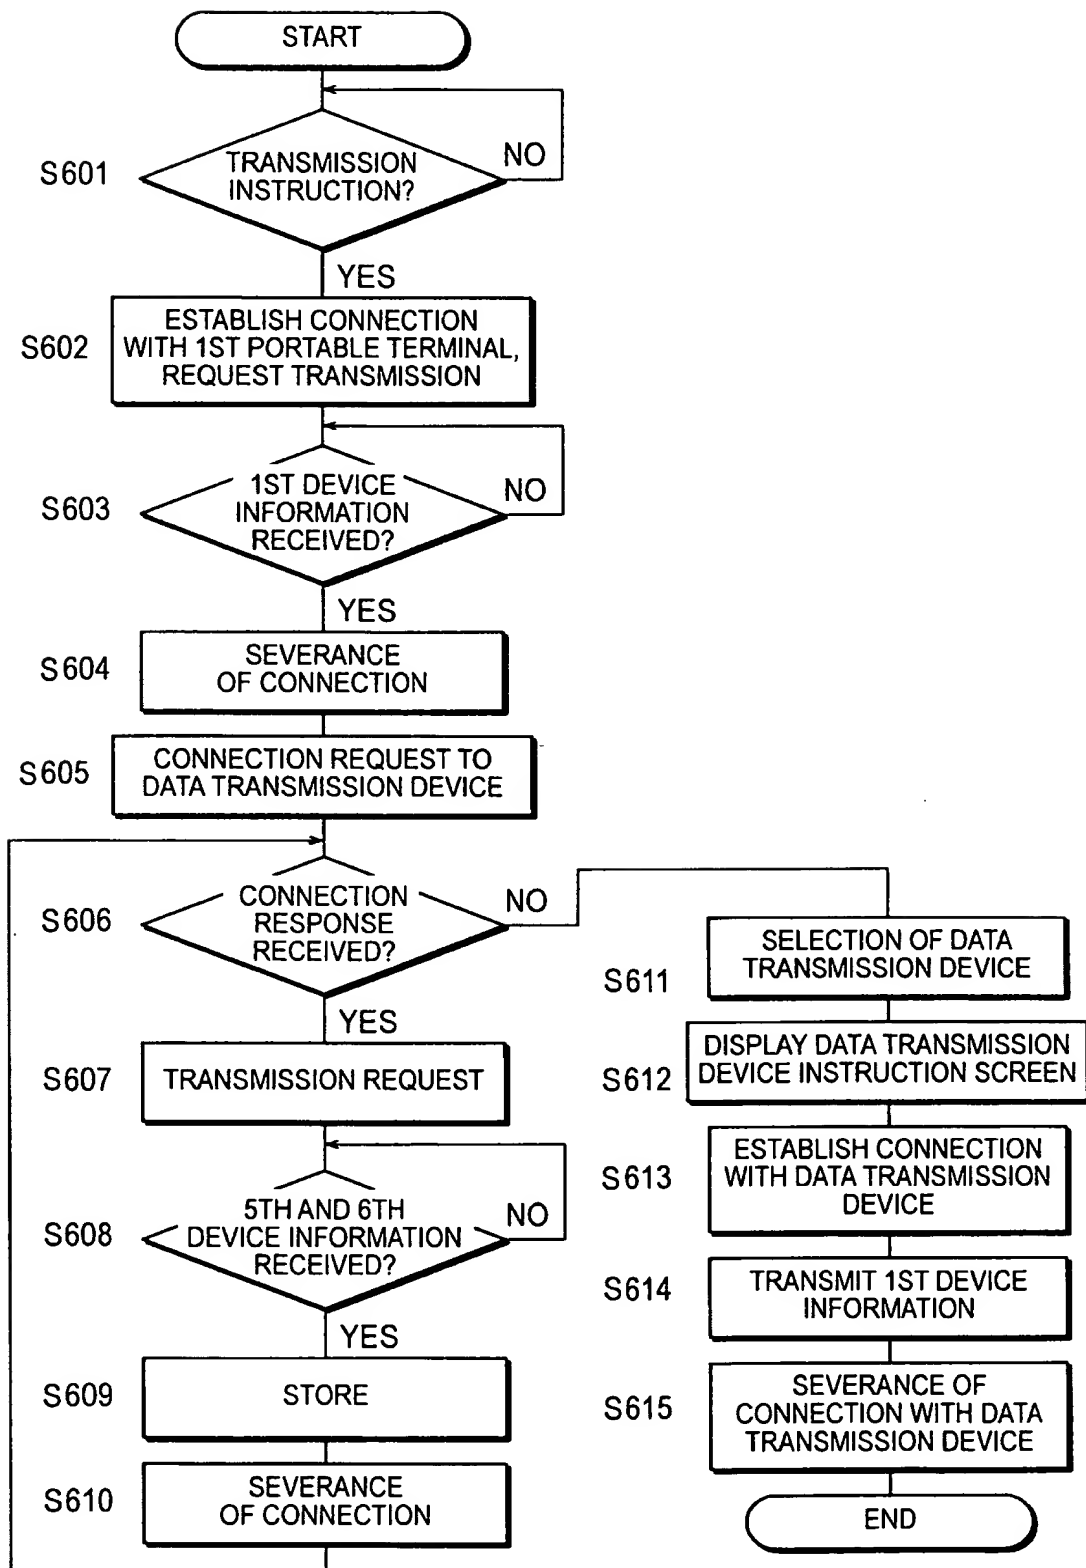 START
S601
TRANSMISSION
INSTRUCTION?
NO
YES
S602
ESTABLISH CONNECTION
WITH 1ST PORTABLE TERMINAL,
REQUEST TRANSMISSION
S603
1ST DEVICE
INFORMATION
RECEIVED?
NO
YES
S604
SEVERANCE
OF CONNECTION
S605
CONNECTION REQUEST TO
DATA TRANSMISSION DEVICE
S606
CONNECTION
RESPONSE
RECEIVED?
NO
YES
S607
TRANSMISSION REQUEST
S608
5TH AND 6TH
DEVICE INFORMATION
RECEIVED?
NO
YES
S609
STORE
S610
SEVERANCE
OF CONNECTION
S611
SELECTION OF DATA
TRANSMISSION DEVICE
S612
DISPLAY DATA TRANSMISSION
DEVICE INSTRUCTION SCREEN
S613
ESTABLISH CONNECTION
WITH DATA TRANSMISSION
DEVICE
S614
TRANSMIT 1ST DEVICE
INFORMATION
S615
SEVERANCE OF
CONNECTION WITH DATA
TRANSMISSION DEVICE
END